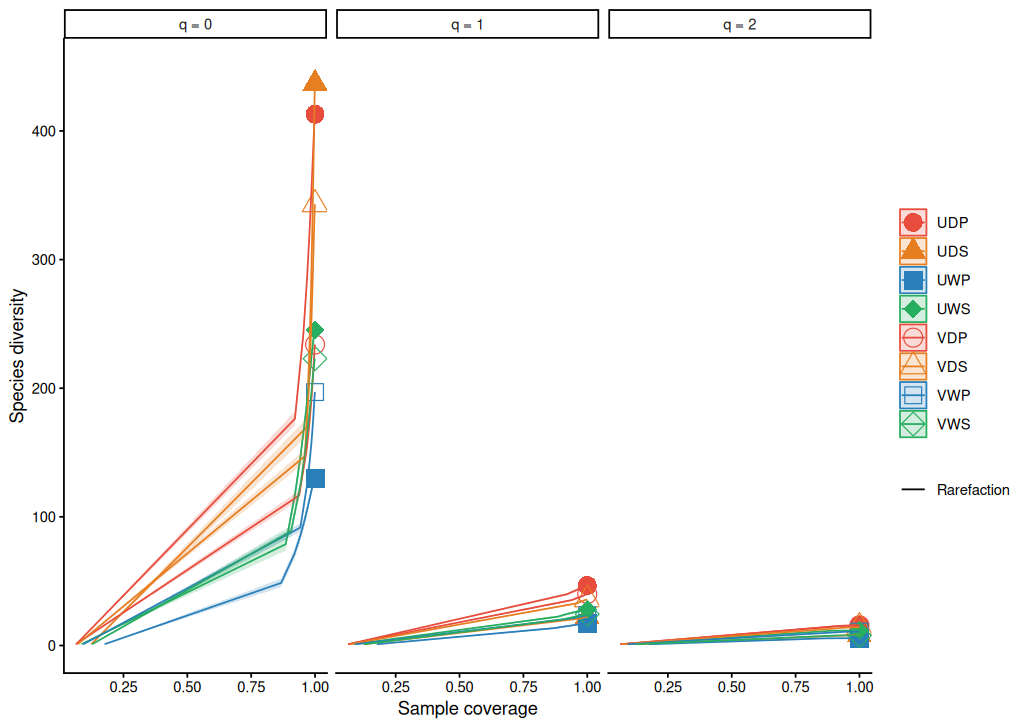 q = 0
q = 1
q = 2
Species diversity
400
300
200
100
0
0.25 0.50 0.75 1.00
0.25 0.50 0.75 1.00
0.25 0.50 0.75 1.00
Sample coverage
UDP
UDS
UWP
UWS
VDP
VDS
VWP
VWS
Rarefaction